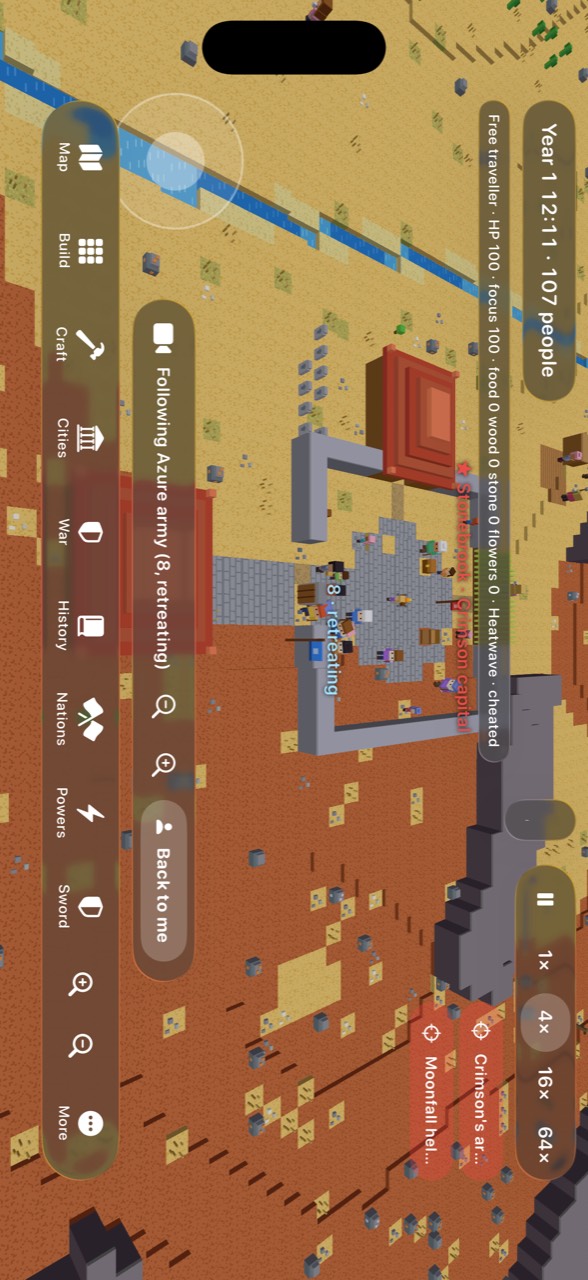 Year 1 12:11 · 107 people
1×
4×
16×
64×
Free traveller · HP 100 · focus 100 · food 0 wood 0 stone 0 flowers 0 · Heatwave · cheated
Crimson's ar...
Moonfall hel...
Crimson capital
8 retreating
Following Azure army (8, retreating)
Back to me
Map
Build
Craft
Cities
War
History
Nations
Powers
Sword
More